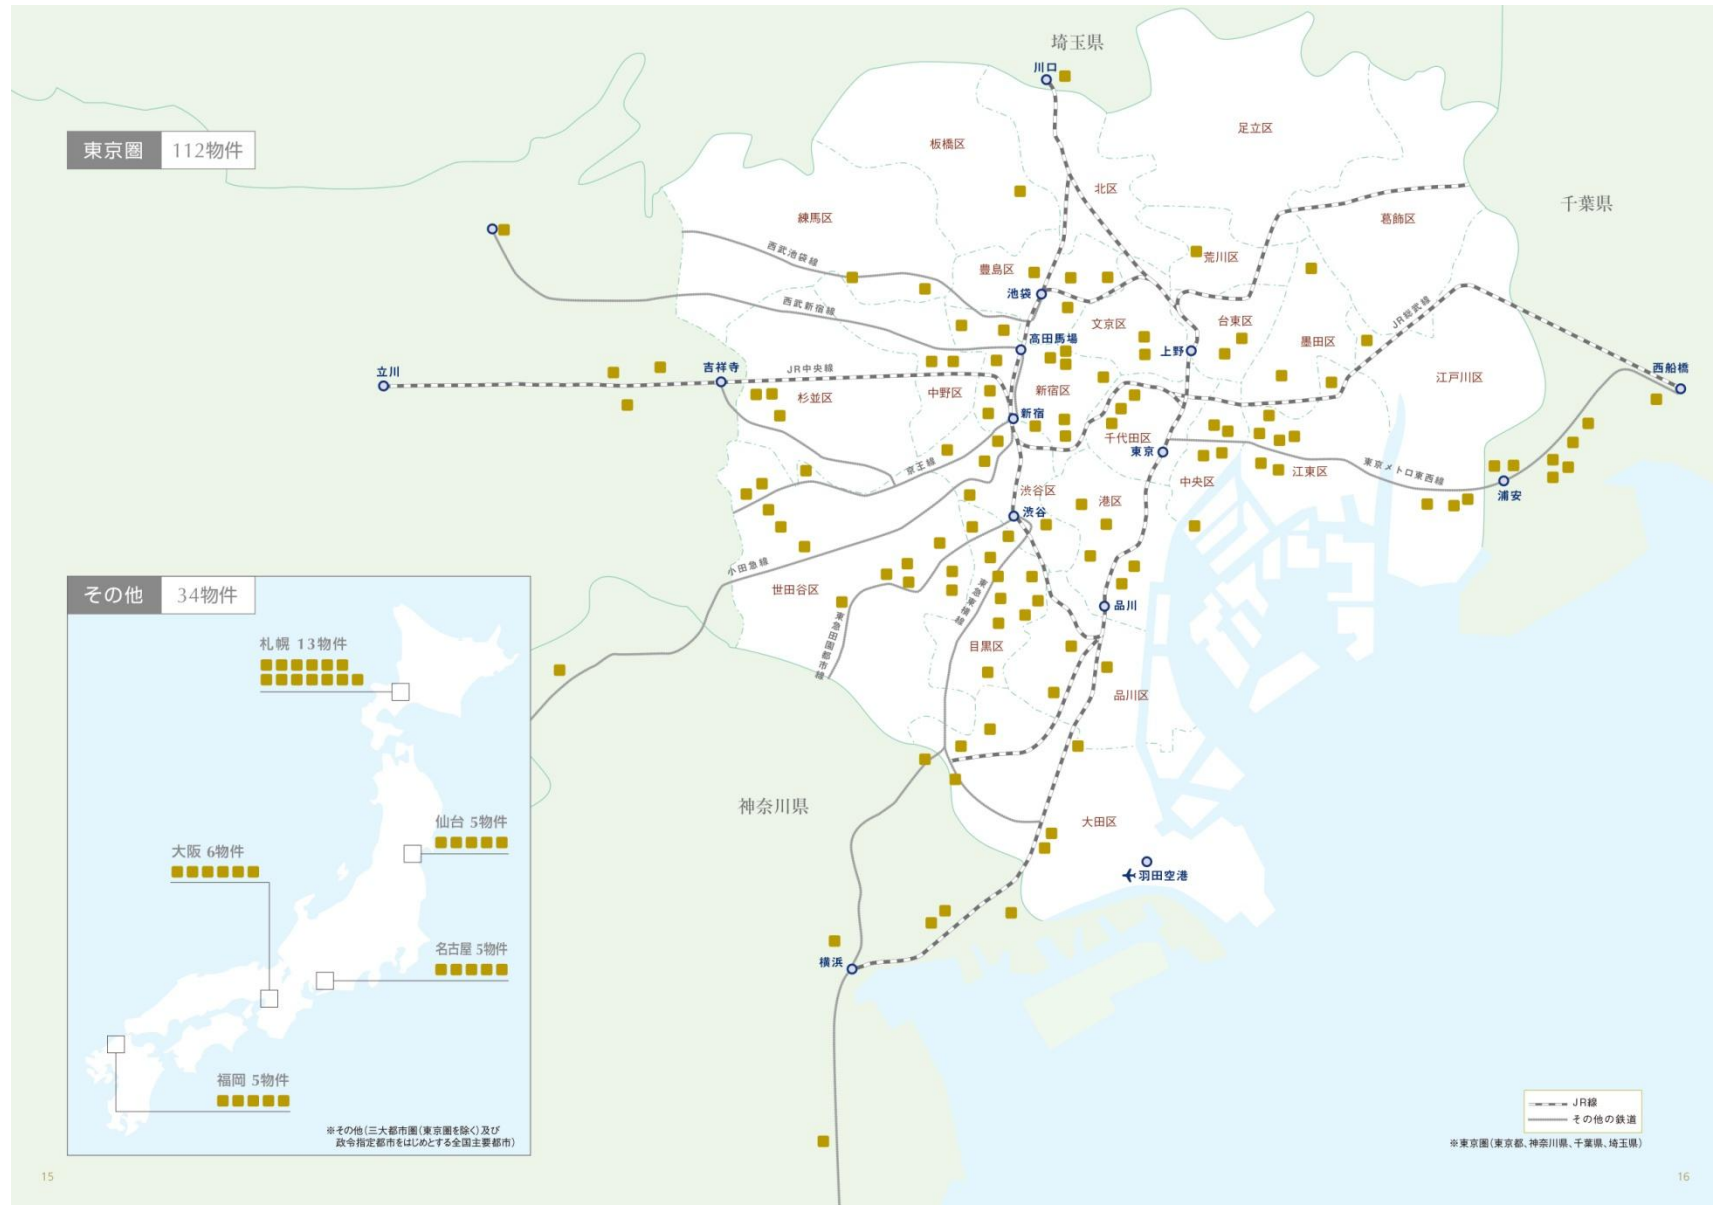 埼玉県
川口
東京圏 112物件
足立区
板橋区
北区
千葉県
練馬区
葛飾区
西武池袋線
荒川区
豊島区
池袋
西武新宿線
文京区
台東区
JR総武線
高田馬場
上野
墨田区
立川
吉祥寺
JR中央線
西船橋
江戸川区
杉並区
中野区
新宿区
新宿
千代田区
東京
京王線
東京メトロ東西線
江東区
中央区
浦安
渋谷区
港区
渋谷
小田急線
世田谷区
東急東横線
品川
東急田園都市線
目黒区
品川区
神奈川県
大田区
羽田空港
横浜
その他 34物件
札幌 13物件
仙台 5物件
大阪 6物件
名古屋 5物件
福岡 5物件
※その他(三大都市圏(東京圏を除く)及び
政令指定都市をはじめとする全国主要都市)
JR線
その他の鉄道
※東京圏(東京都、神奈川県、千葉県、埼玉県)
15
16